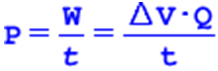 P = W/t = ΔV·Q/t